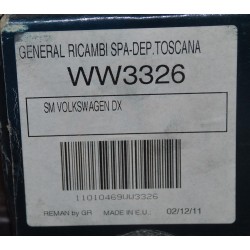 GENERAL RICAMBI SPA-DEP.TOSCANA
WW3326
SM VOLKSWAGEN DX
11010469WW3326
REMAN by GR MADE IN E.U. 02/12/11